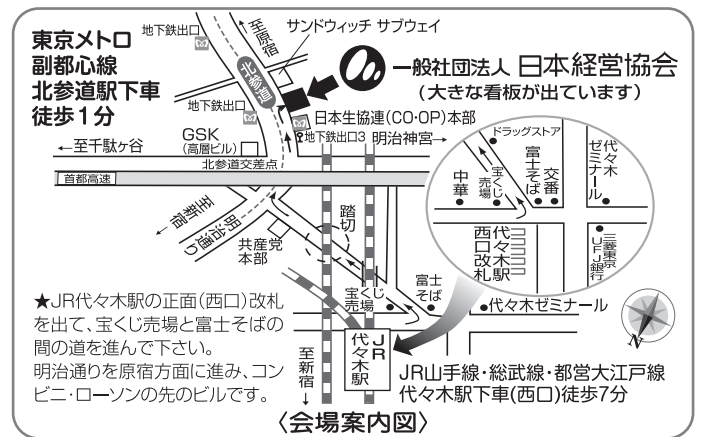 東京メトロ
副都心線
北参道駅下車
徒歩1分
地下鉄出口
至原宿
サンドウィッチ サブウェイ
北参道
一般社団法人 日本経営協会
(大きな看板が出ています)
地下鉄出口
日本生協連(CO・OP)本部
地下鉄出口3
明治神宮→
GSK
(高層ビル)
←至千駄ヶ谷
北参道交差点
首都高速
至新宿
明治通り
共産党
本部
踏切
ドラッグストア
中華
宝くじ
売場
富士そば
交番
代々木
ゼミナール
代々木駅
西口改札
三菱東京
UFJ銀行
宝くじ
売場
富士
そば
代々木ゼミナール
★JR代々木駅の正面(西口)改札
を出て、宝くじ売場と富士そばの
間の道を進んで下さい。
明治通りを原宿方面に進み、コン
ビニ・ローソンの先のビルです。
至新宿→
JR
代々木駅
N
JR山手線・総武線・都営大江戸線
代々木駅下車(西口)徒歩7分
〈会場案内図〉